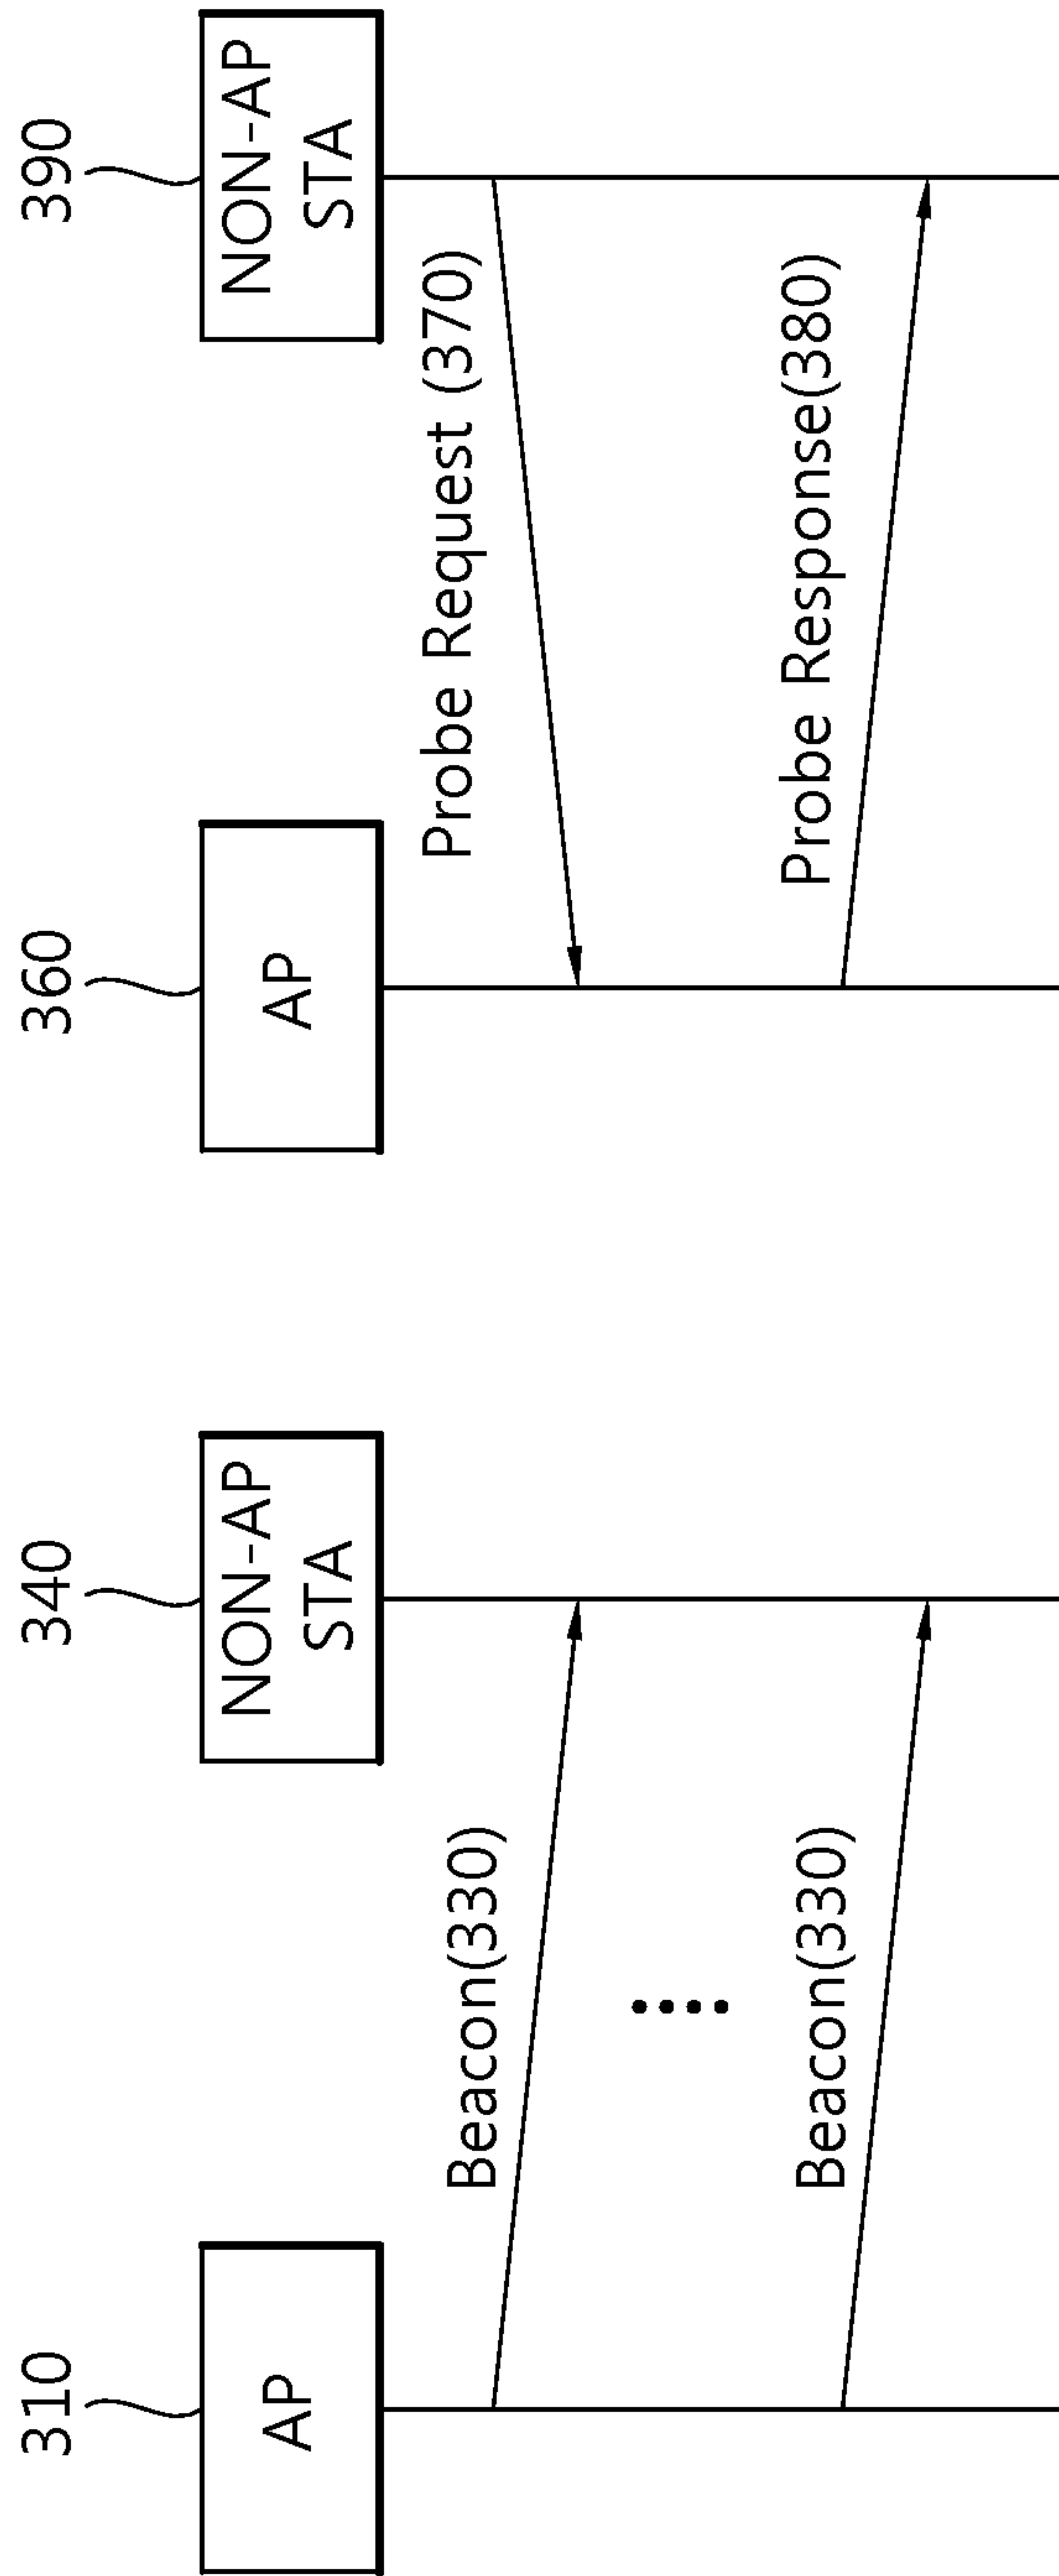 310
340
360
390
AP
NON-AP
STA
AP
NON-AP
STA
Beacon(330)
Beacon(330)
Probe Request (370)
Probe Response(380)